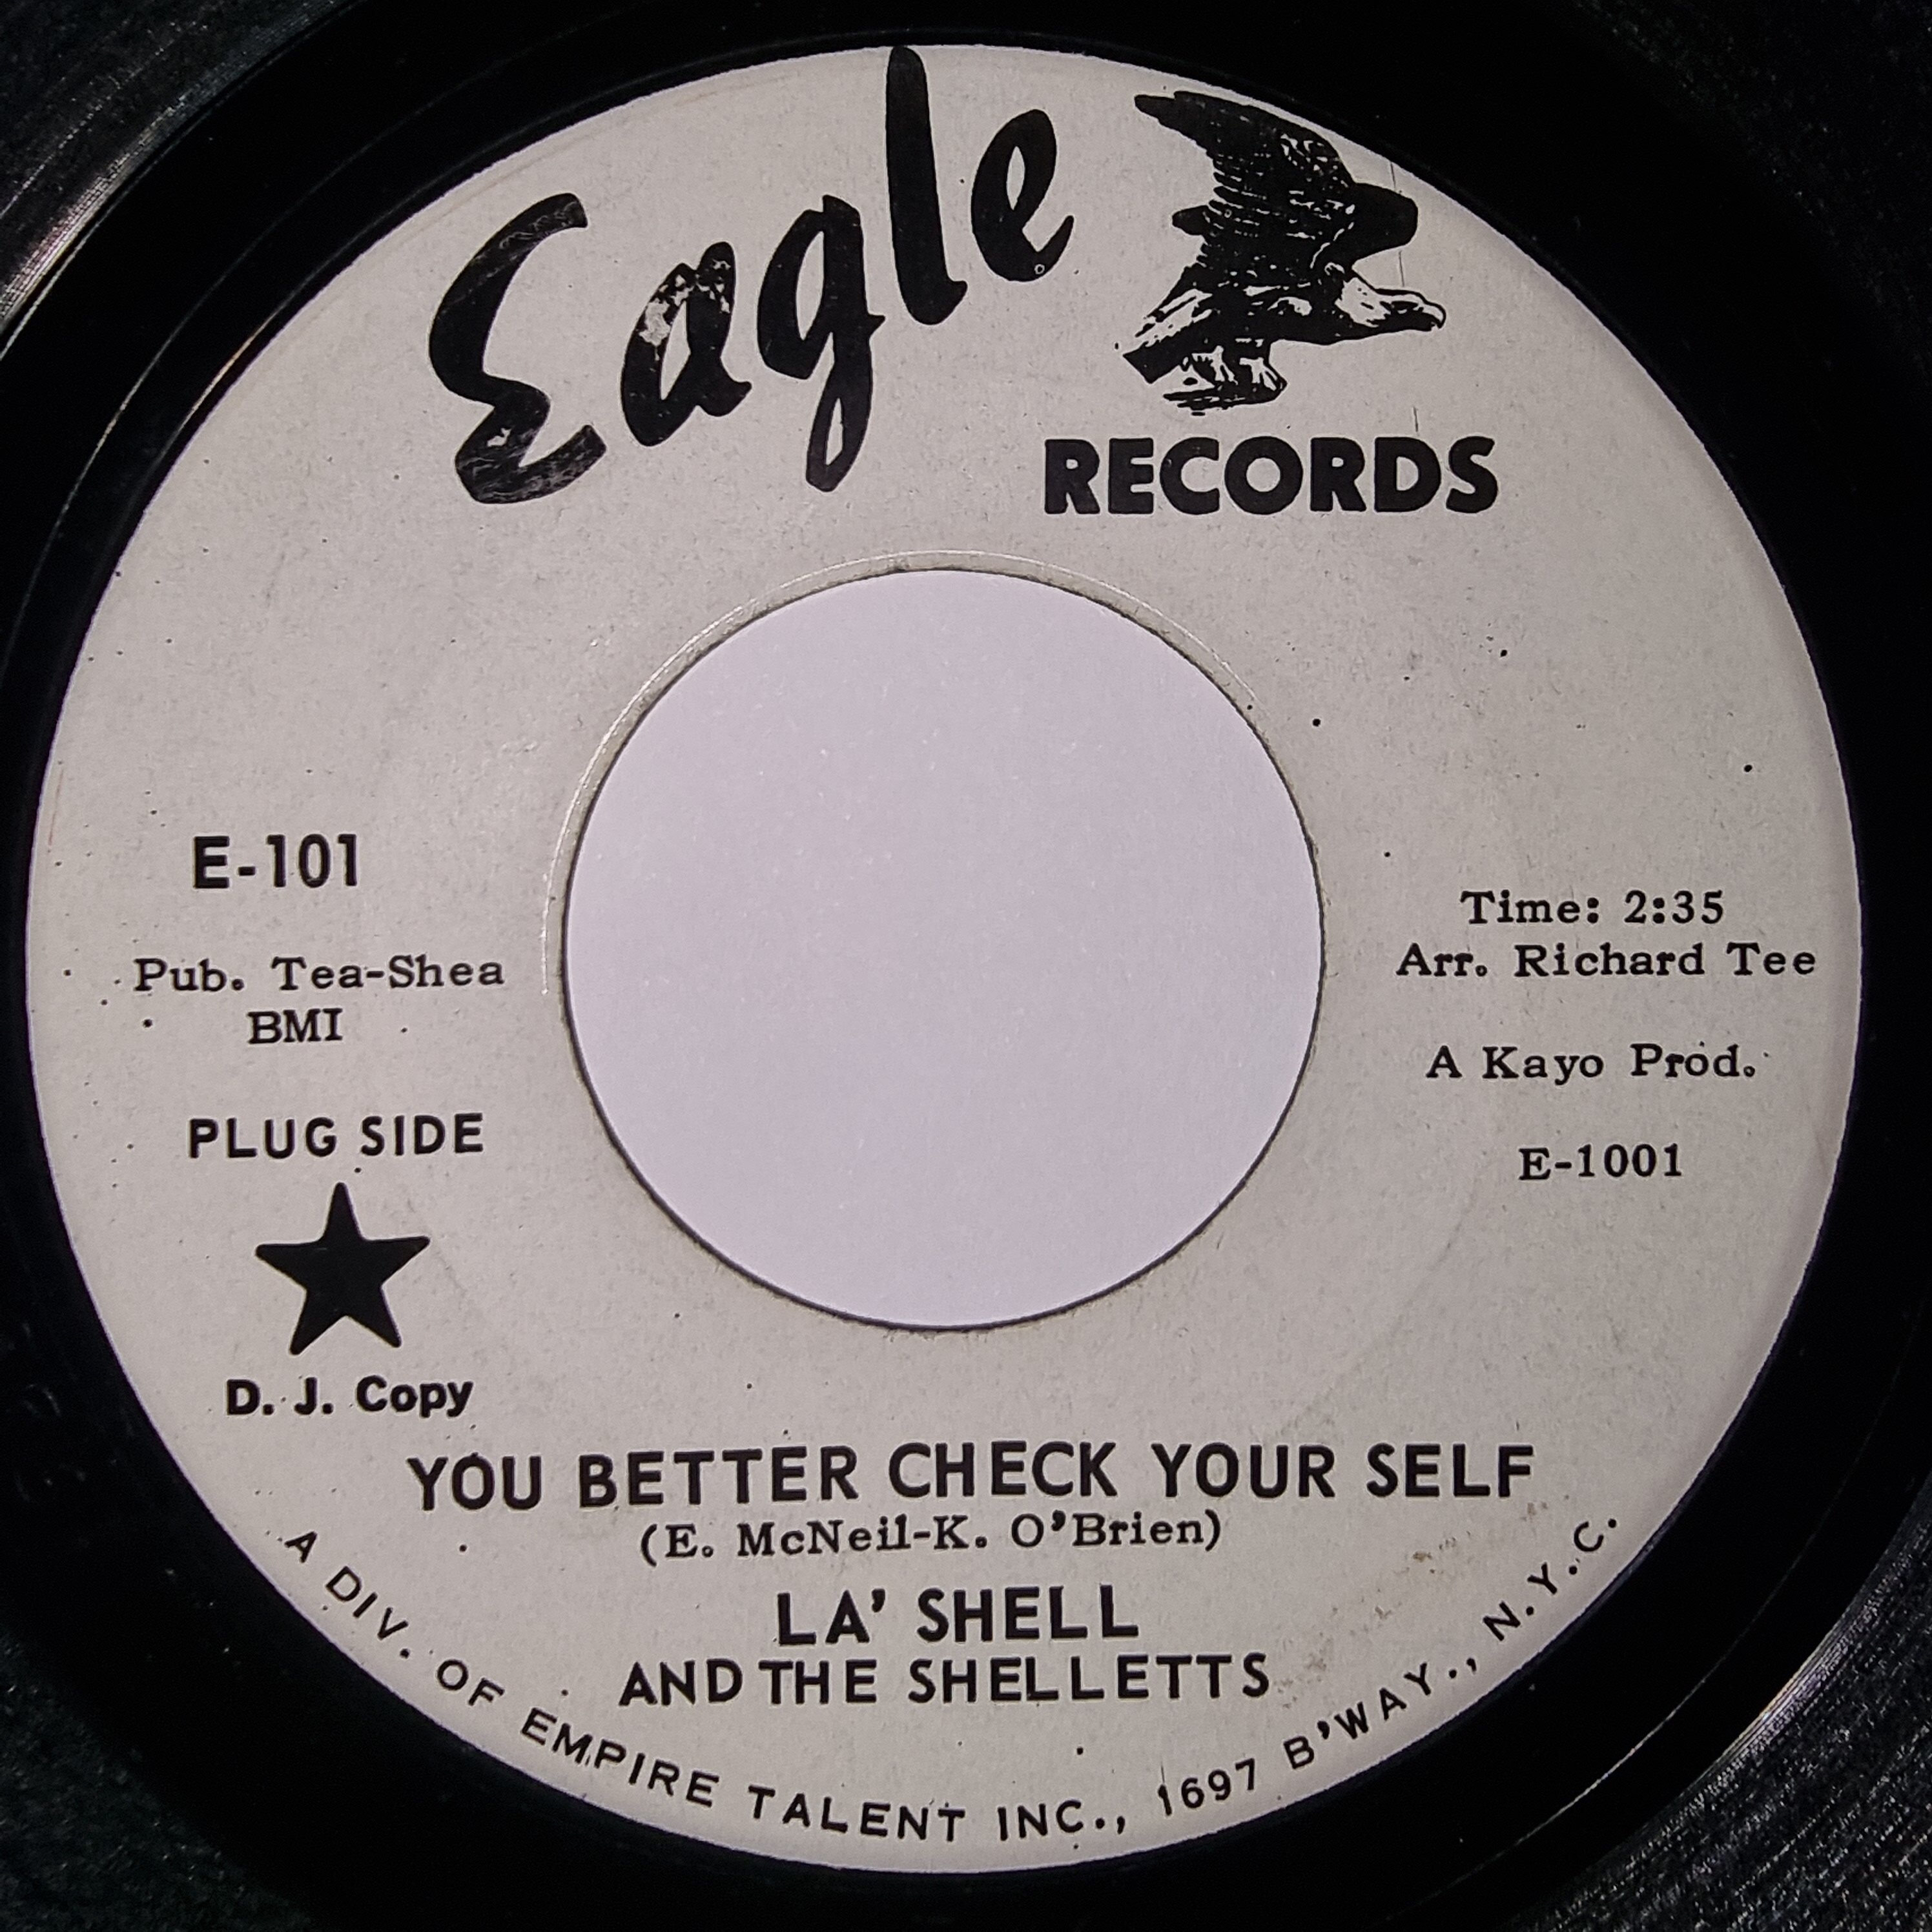 Eagle
RECORDS
E-101
Pub. Tea-Shea
BMI
PLUG SIDE
D. J. Copy
Time: 2:35
Arr. Richard Tee
A Kayo Prod.
E-1001
YOU BETTER CHECK YOUR SELF
(E. McNeil-K. O'Brien)
LA' SHELL
AND THE SHELLETTS
A DIV. OF EMPIRE TALENT INC., 1697 B'WAY., N.Y.C.